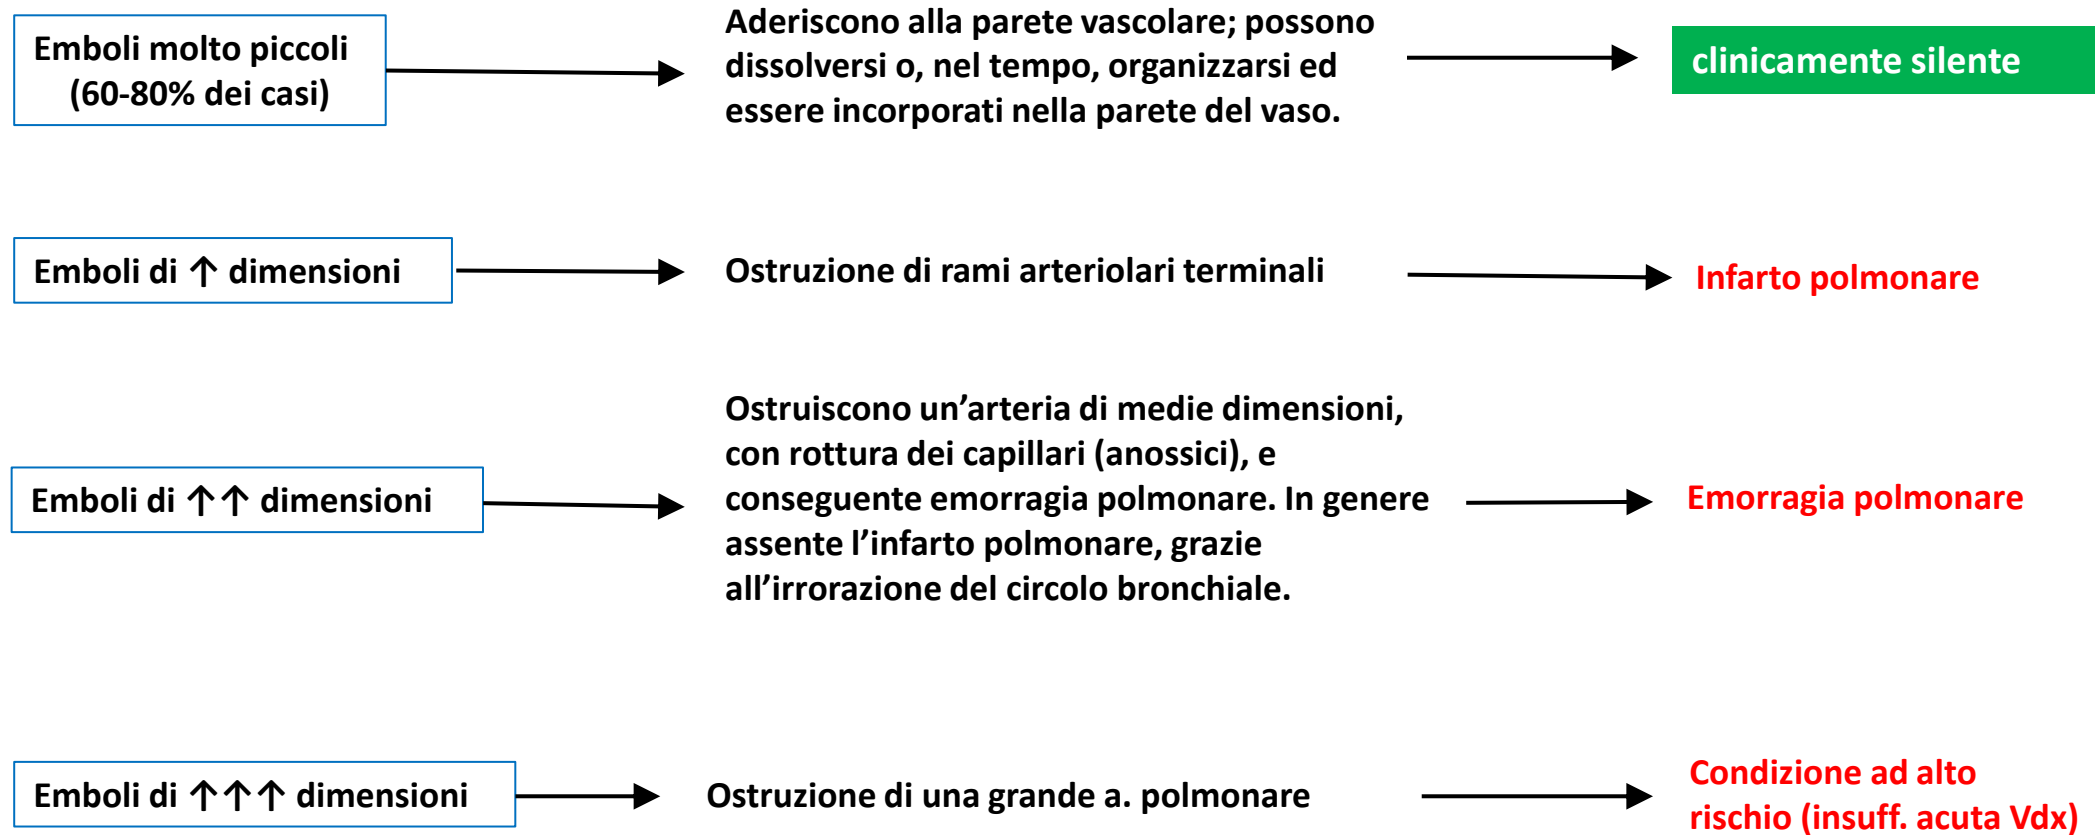 Emboli molto piccoli
(60-80% dei casi)
Aderiscono alla parete vascolare; possono
dissolversi o, nel tempo, organizzarsi ed
essere incorporati nella parete del vaso.
clinicamente silente
Emboli di ↑ dimensioni
Ostruzione di rami arteriolari terminali
Infarto polmonare
Emboli di ↑↑ dimensioni
Ostruiscono un’arteria di medie dimensioni,
con rottura dei capillari (anossici), e
conseguente emorragia polmonare. In genere
assente l’infarto polmonare, grazie
all’irrorazione del circolo bronchiale.
Emorragia polmonare
Emboli di ↑↑↑ dimensioni
Ostruzione di una grande a. polmonare
Condizione ad alto
rischio (insuff. acuta Vdx)